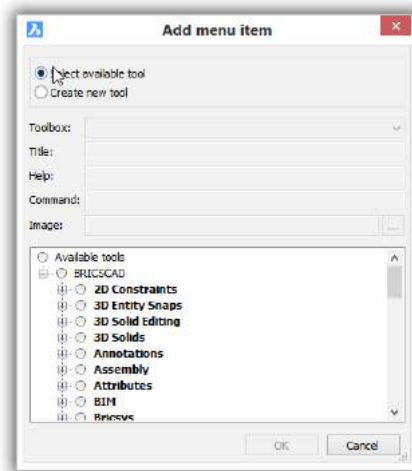 Add menu item
Select available tool
Create new tool
Toolbox:
Title:
Help:
Command:
Image:
...
Available tools
BRICSCAD
2D Constraints
3D Entity Snaps
3D Solid Editing
3D Solids
Annotations
Assembly
Attributes
BIM
Bricsys
OK Cancel